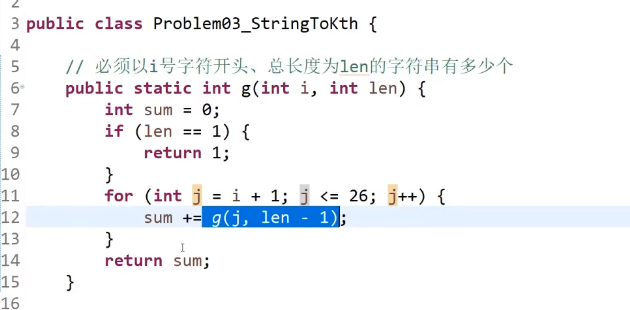 2
3 public class Problem03_StringToKth {
4
5 // 必须以i号字符开头、总长度为len的字符串有多少个
6 public static int g(int i, int len) {
7 int sum = 0;
8 if (len == 1) {
9 return 1;
10 }
11 for (int j = i + 1; j <= 26; j++) {
12 sum += g(j, len - 1);
13 }
14 return sum;
15 }
16